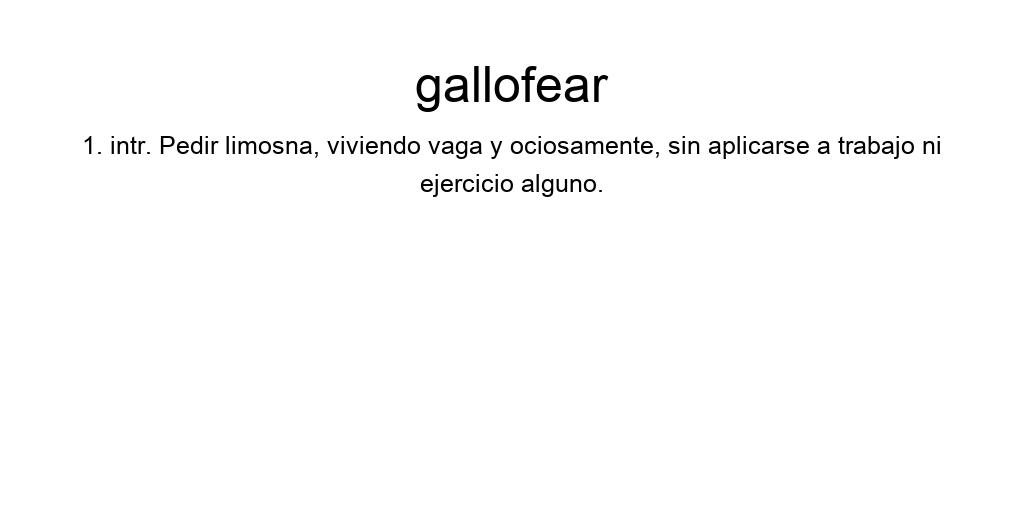 gallofear
1. intr. Pedir limosna, viviendo vaga y ociosamente, sin aplicarse a trabajo ni
ejercicio alguno.